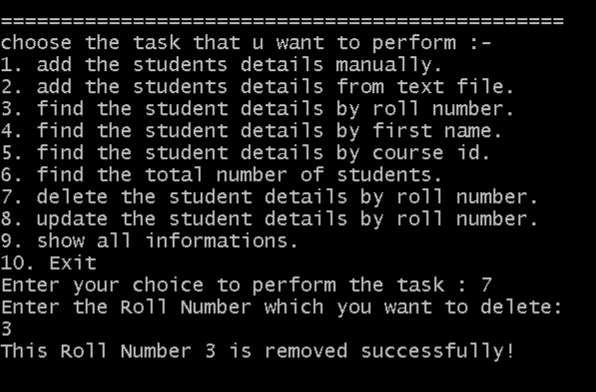 ===============================================
choose the task that u want to perform :-
1. add the students details manually.
2. add the students details from text file.
3. find the student details by roll number.
4. find the student details by first name.
5. find the student details by course id.
6. find the total number of students.
7. delete the student details by roll number.
8. update the student details by roll number.
9. show all informations.
10. Exit
Enter your choice to perform the task : 7
Enter the Roll Number which you want to delete:
3
This Roll Number 3 is removed successfully!